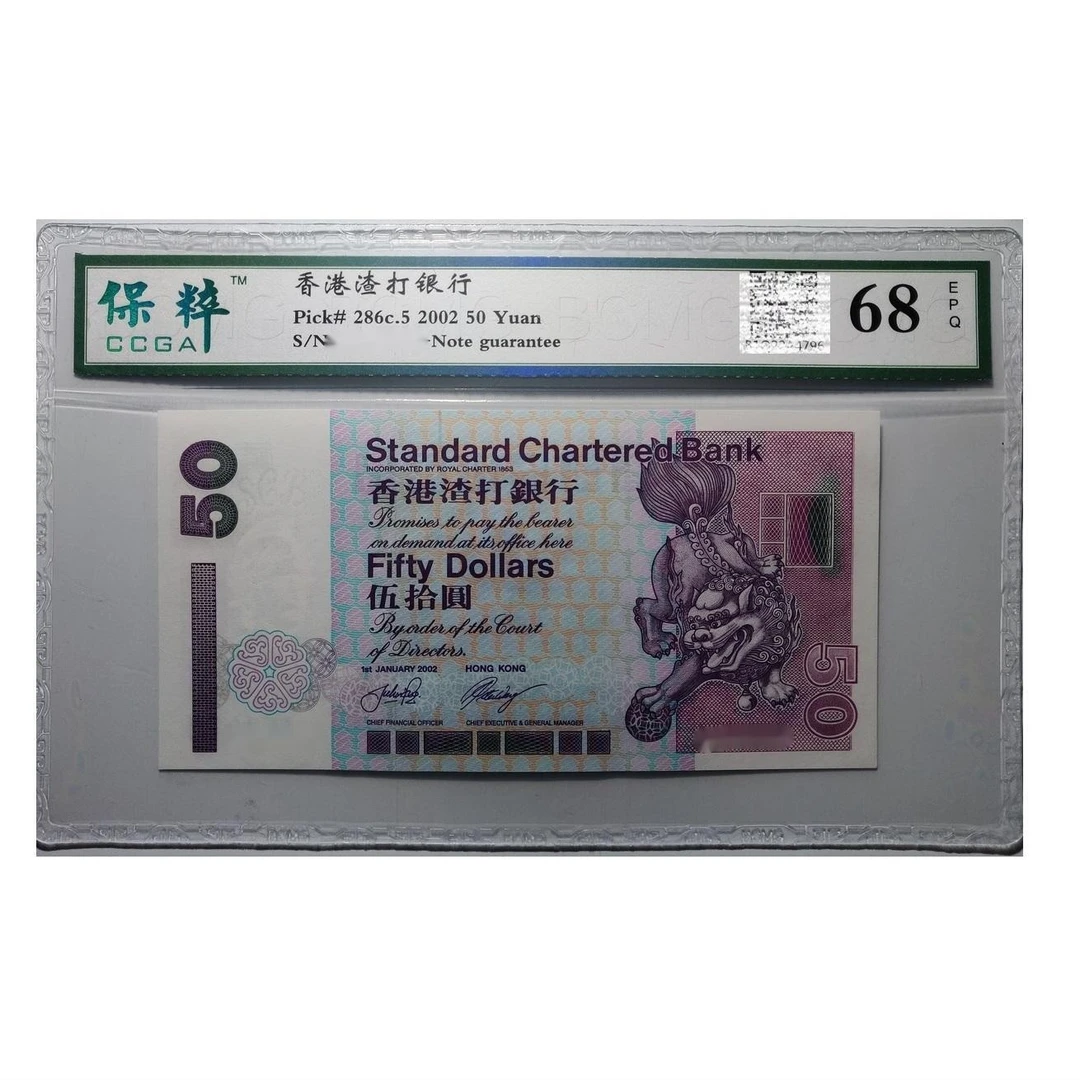 保粹™
CCGA
香港渣打银行
Pick# 286c.5 2002 50 Yuan
S/N -Note guarantee
68
EPQ
50
Standard Chartered Bank
INCORPORATED BY ROYAL CHARTER 1853
香港渣打銀行
Promises to pay the bearer
on demand at its office here
Fifty Dollars
伍拾圓
By order of the Court
of Directors.
1st JANUARY 2002 HONG KONG
CHIEF FINANCIAL OFFICER CHIEF EXECUTIVE & GENERAL MANAGER
50